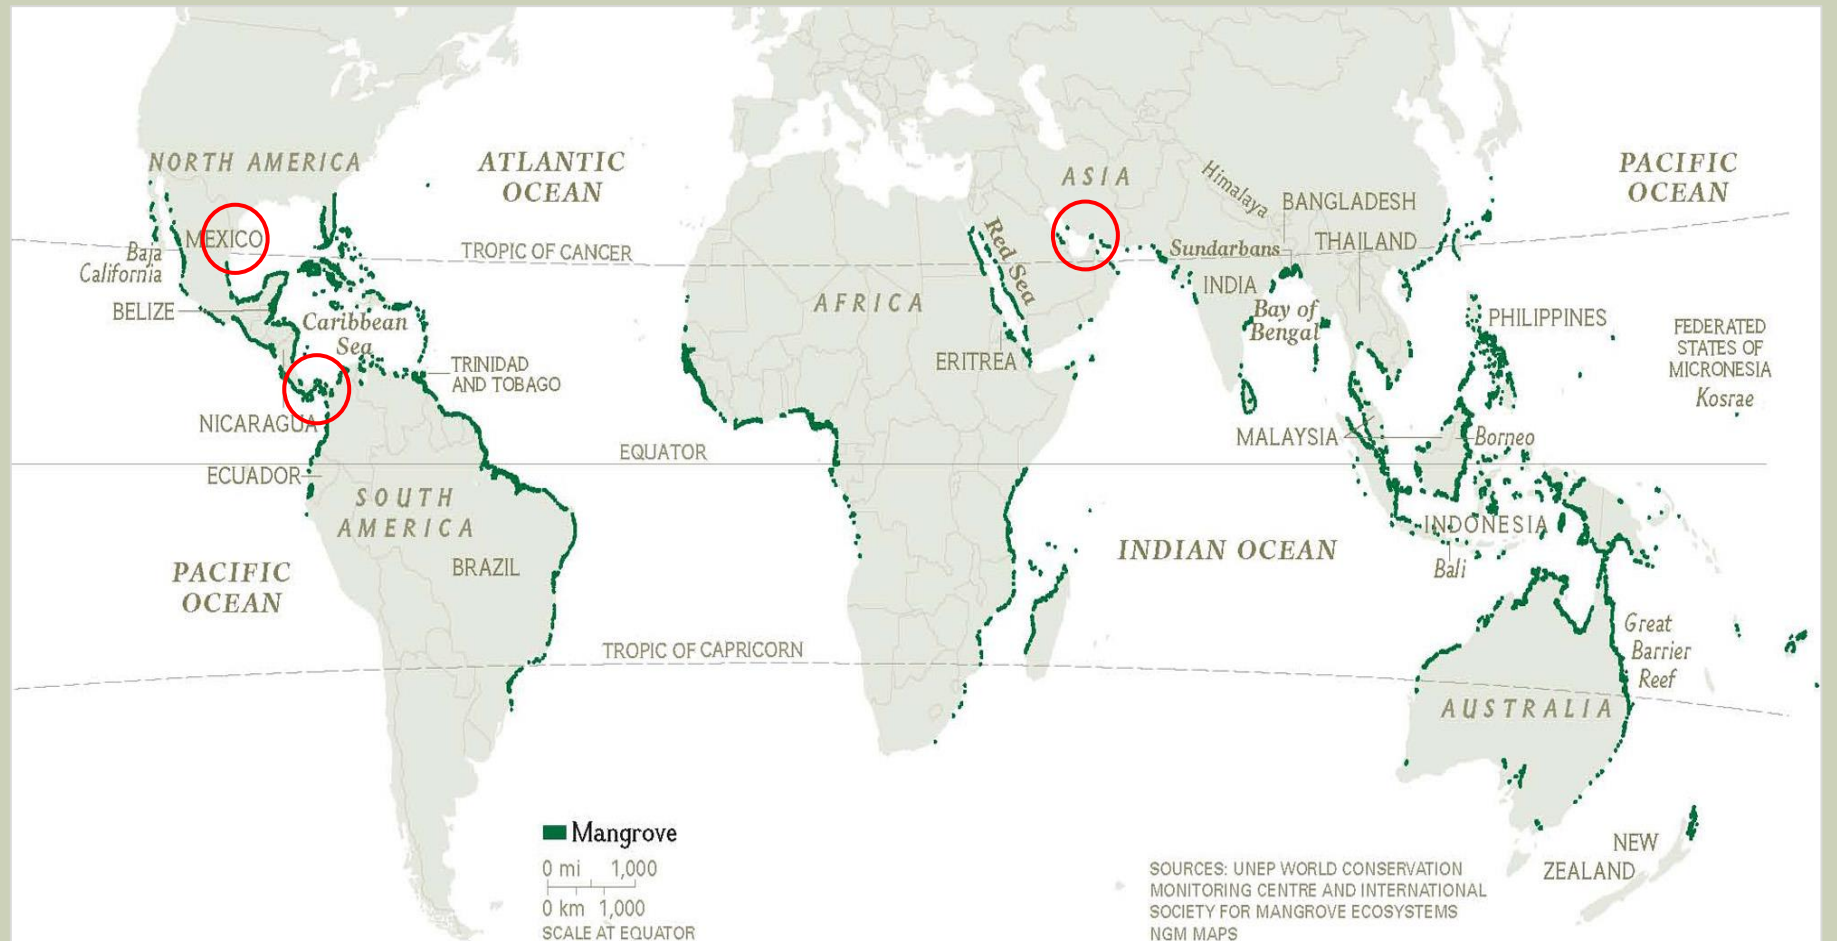 NORTH AMERICA
ATLANTIC
OCEAN
ASIA
Himalaya
BANGLADESH
PACIFIC
OCEAN
MEXICO
Baja
California
TROPIC OF CANCER
Red Sea
Sundarbans
THAILAND
INDIA
BELIZE
Caribbean
Sea
AFRICA
Bay of
Bengal
PHILIPPINES
FEDERATED
STATES OF
MICRONESIA
Kosrae
TRINIDAD
AND TOBAGO
ERITREA
NICARAGUA
MALAYSIA
Borneo
EQUATOR
ECUADOR
SOUTH
AMERICA
INDONESIA
BRAZIL
INDIAN OCEAN
Bali
PACIFIC
OCEAN
Great
Barrier
Reef
TROPIC OF CAPRICORN
AUSTRALIA
Mangrove
0 mi 1,000
0 km 1,000
SCALE AT EQUATOR
NEW
ZEALAND
SOURCES: UNEP WORLD CONSERVATION
MONITORING CENTRE AND INTERNATIONAL
SOCIETY FOR MANGROVE ECOSYSTEMS
NGM MAPS